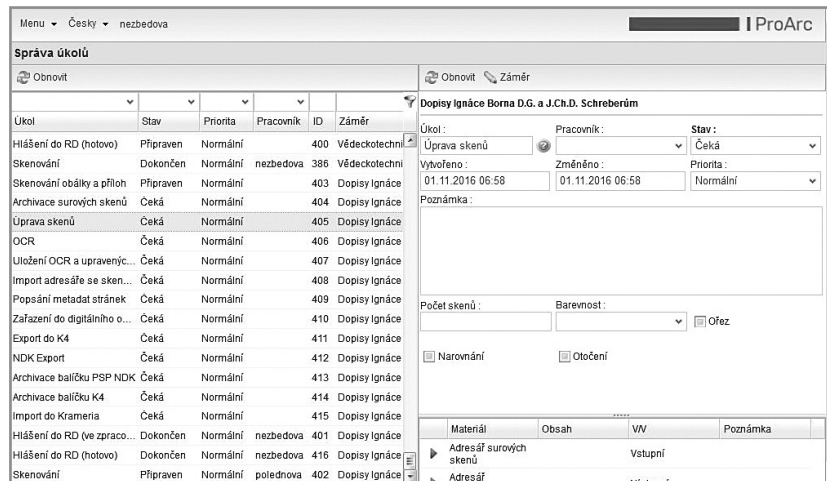 Menu Česky nezbedova ProArc
Správa úkolů
Obnovit
Úkol Stav Priorita Pracovník ID Záměr
Hlášení do RD (hotovo) Připraven Normální 400 Vědeckotechni
Skenování Dokončen Normální nezbedova 386 Vědeckotechni
Skenování obálky a příloh Připraven Normální 403 Dopisy Ignáce
Archivace surových skenů Čeká Normální 404 Dopisy Ignáce
Úprava skenů Čeká Normální 405 Dopisy Ignáce
OCR Čeká Normální 406 Dopisy Ignáce
Uložení OCR a upravenýc... Čeká Normální 407 Dopisy Ignáce
Import adresáře se sken... Čeká Normální 408 Dopisy Ignáce
Popsání metadat stránek Čeká Normální 409 Dopisy Ignáce
Zařazení do digitálního o... Čeká Normální 410 Dopisy Ignáce
Export do K4 Čeká Normální 411 Dopisy Ignáce
NDK Export Čeká Normální 412 Dopisy Ignáce
Archivace balíčku PSP NDK Čeká Normální 413 Dopisy Ignáce
Archivace balíčku K4 Čeká Normální 414 Dopisy Ignáce
Import do Krameria Čeká Normální 415 Dopisy Ignáce
Hlášení do RD (ve zpraco... Dokončen Normální nezbedova 401 Dopisy Ignáce
Hlášení do RD (hotovo) Dokončen Normální nezbedova 416 Dopisy Ignáce
Skenování Připraven Normální polednova 402 Dopisy Ignáce
Obnovit Záměr
Dopisy Ignáce Borna D.G. a J.Ch.D. Schreberům
Úkol : Pracovník : Stav :
Úprava skenů Čeká
Vytvořeno : Změněno : Priorita :
01.11.2016 06:58 01.11.2016 06:58 Normální
Poznámka :
Počet skenů : Barevnost :
Ořez
Narovnání Otočení
Materiál Obsah V/V Poznámka
Adresář surových
skenů Vstupní
Adresář